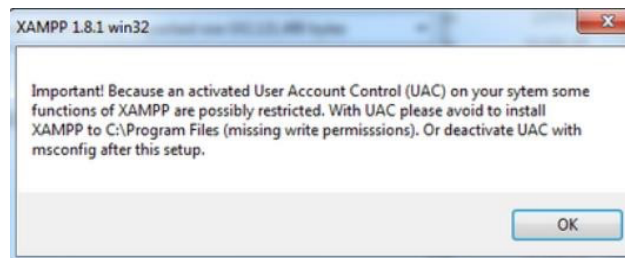 XAMPP 1.8.1 win32
Important! Because an activated User Account Control (UAC) on your sytem some
functions of XAMPP are possibly restricted. With UAC please avoid to install
XAMPP to C:\Program Files (missing write permisssions). Or deactivate UAC with
msconfig after this setup.
OK